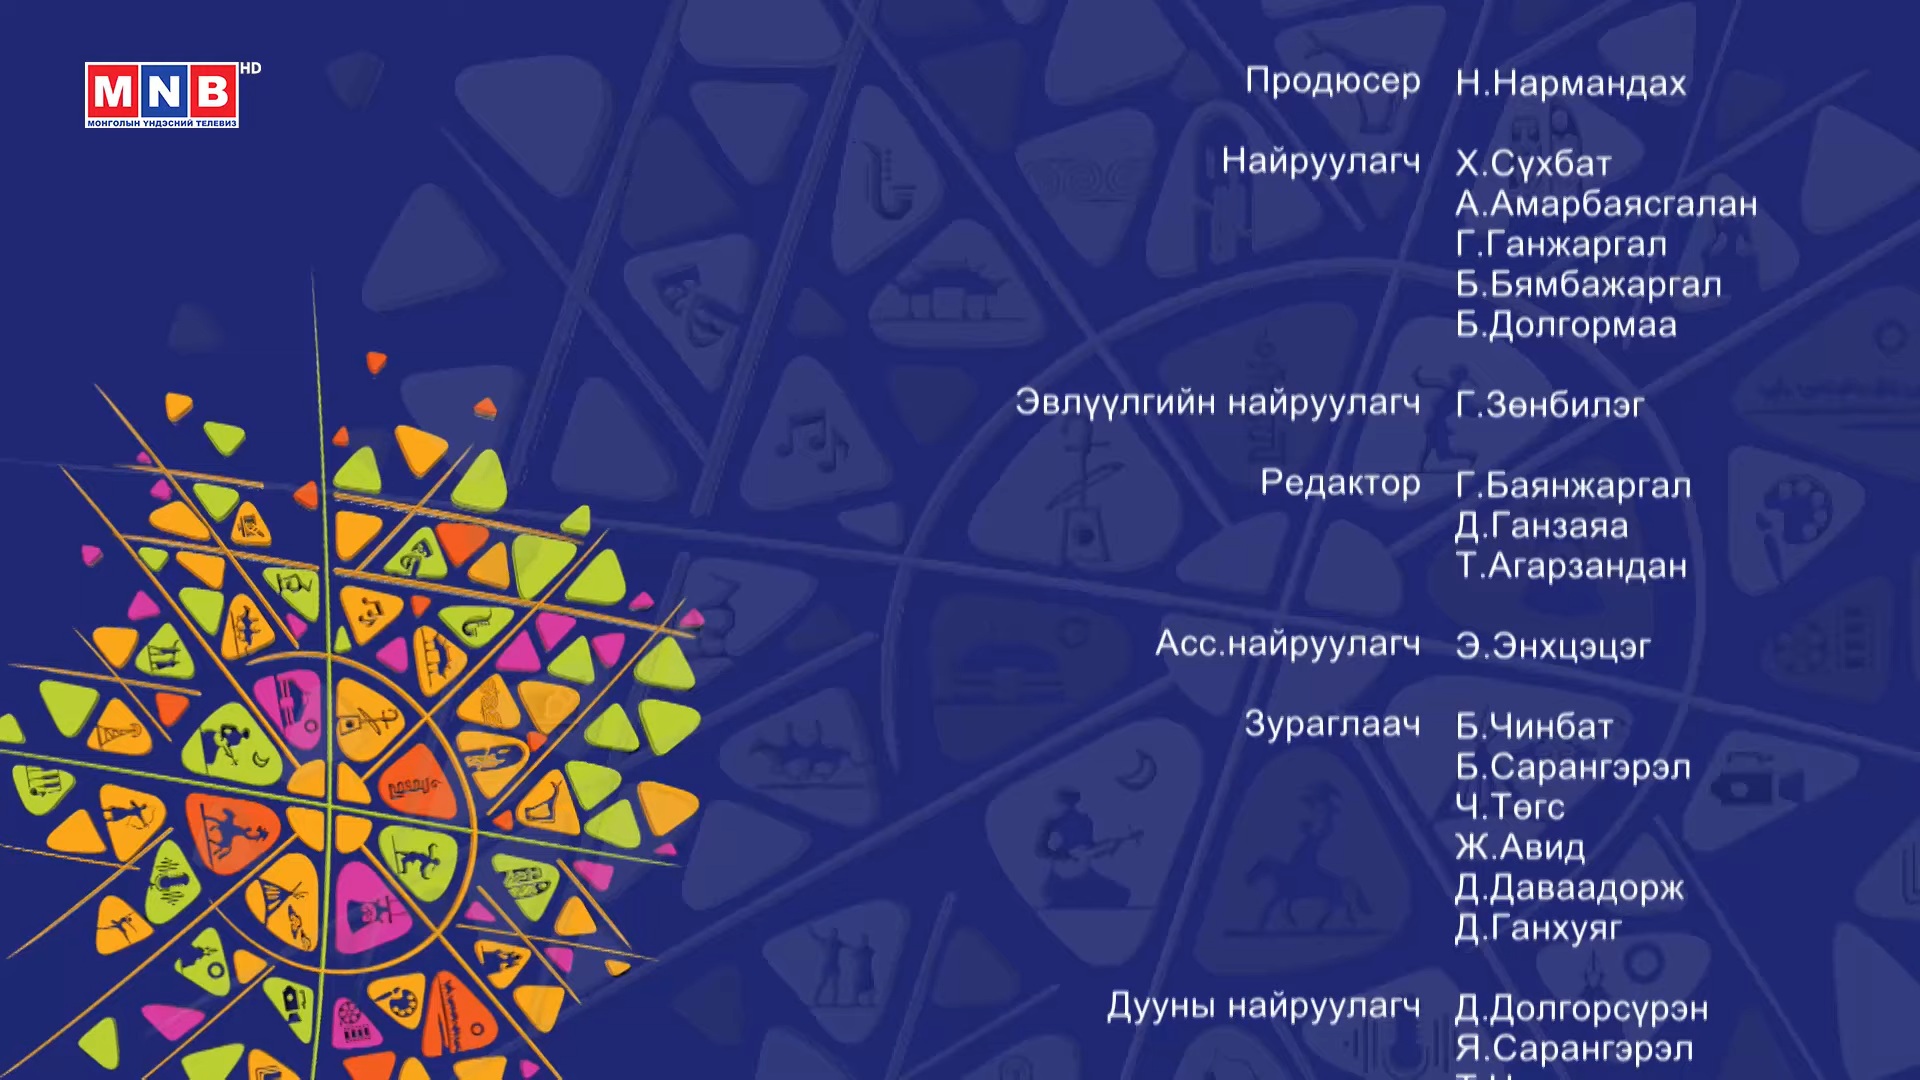 MNB HD
МОНГОЛЫН ҮНДЭСНИЙ ТЕЛЕВИЗ
Продюсер Н.Нармандах
Найруулагч Х.Сүхбат
А.Амарбаясгалан
Г.Ганжаргал
Б.Бямбажаргал
Б.Долгормаа
Эвлүүлгийн найруулагч Г.Зөнбилэг
Редактор Г.Баянжаргал
Д.Ганзаяа
Т.Агарзандан
Асс.найруулагч Э.Энхцэцэг
Зураглаач Б.Чинбат
Б.Сарангэрэл
Ч.Төгс
Ж.Авид
Д.Даваадорж
Д.Ганхуяг
Дууны найруулагч Д.Долгорсүрэн
Я.Сарангэрэл